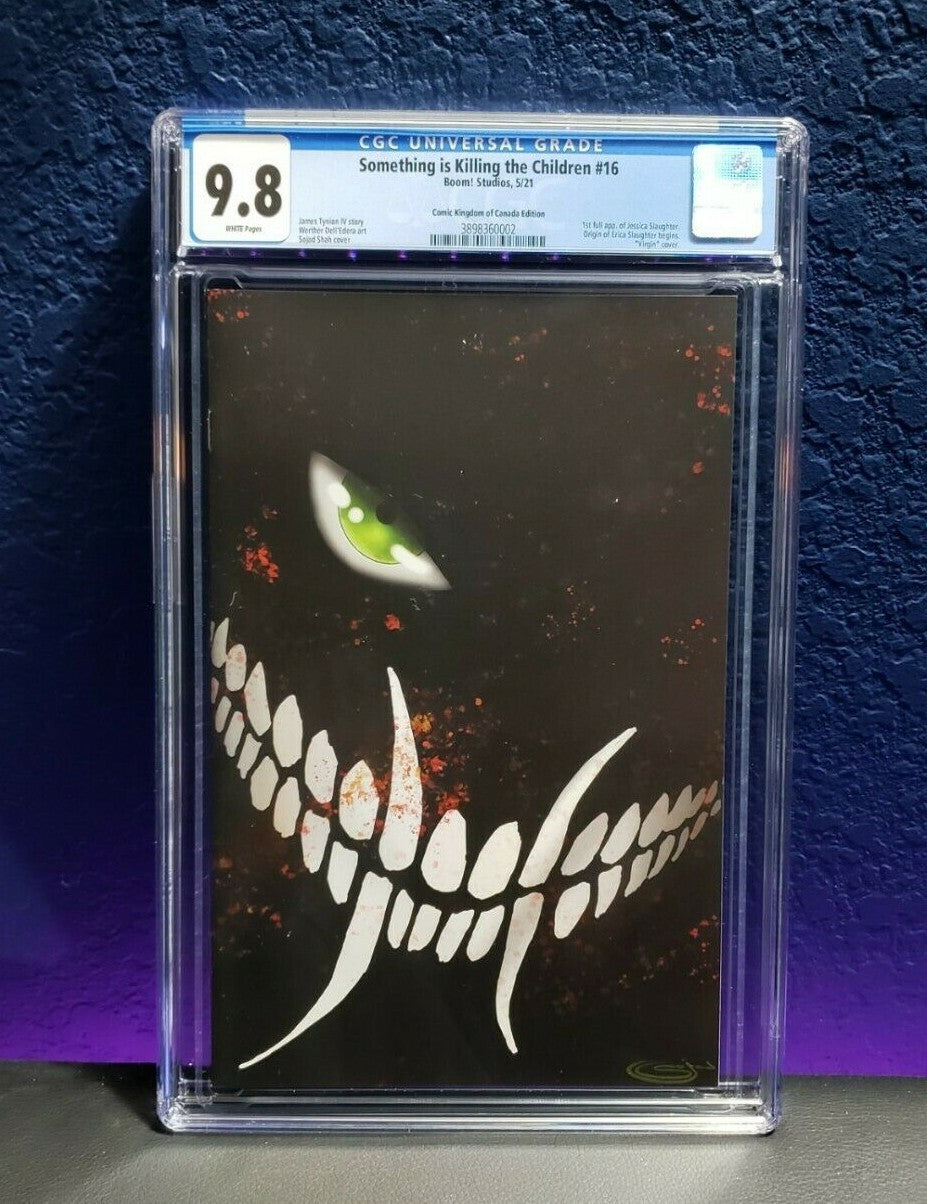 CGC UNIVERSAL GRADE
9.8
WHITE Pages
Something is Killing the Children #16
Boom! Studios, 5/21
Comic Kingdom of Canada Edition
3898360002
James Tynion IV story
Werther Dell'Edera art
Sajad Shah cover
1st full app. of Jessica Slaughter.
Origin of Erica Slaughter begins.
"Virgin" cover